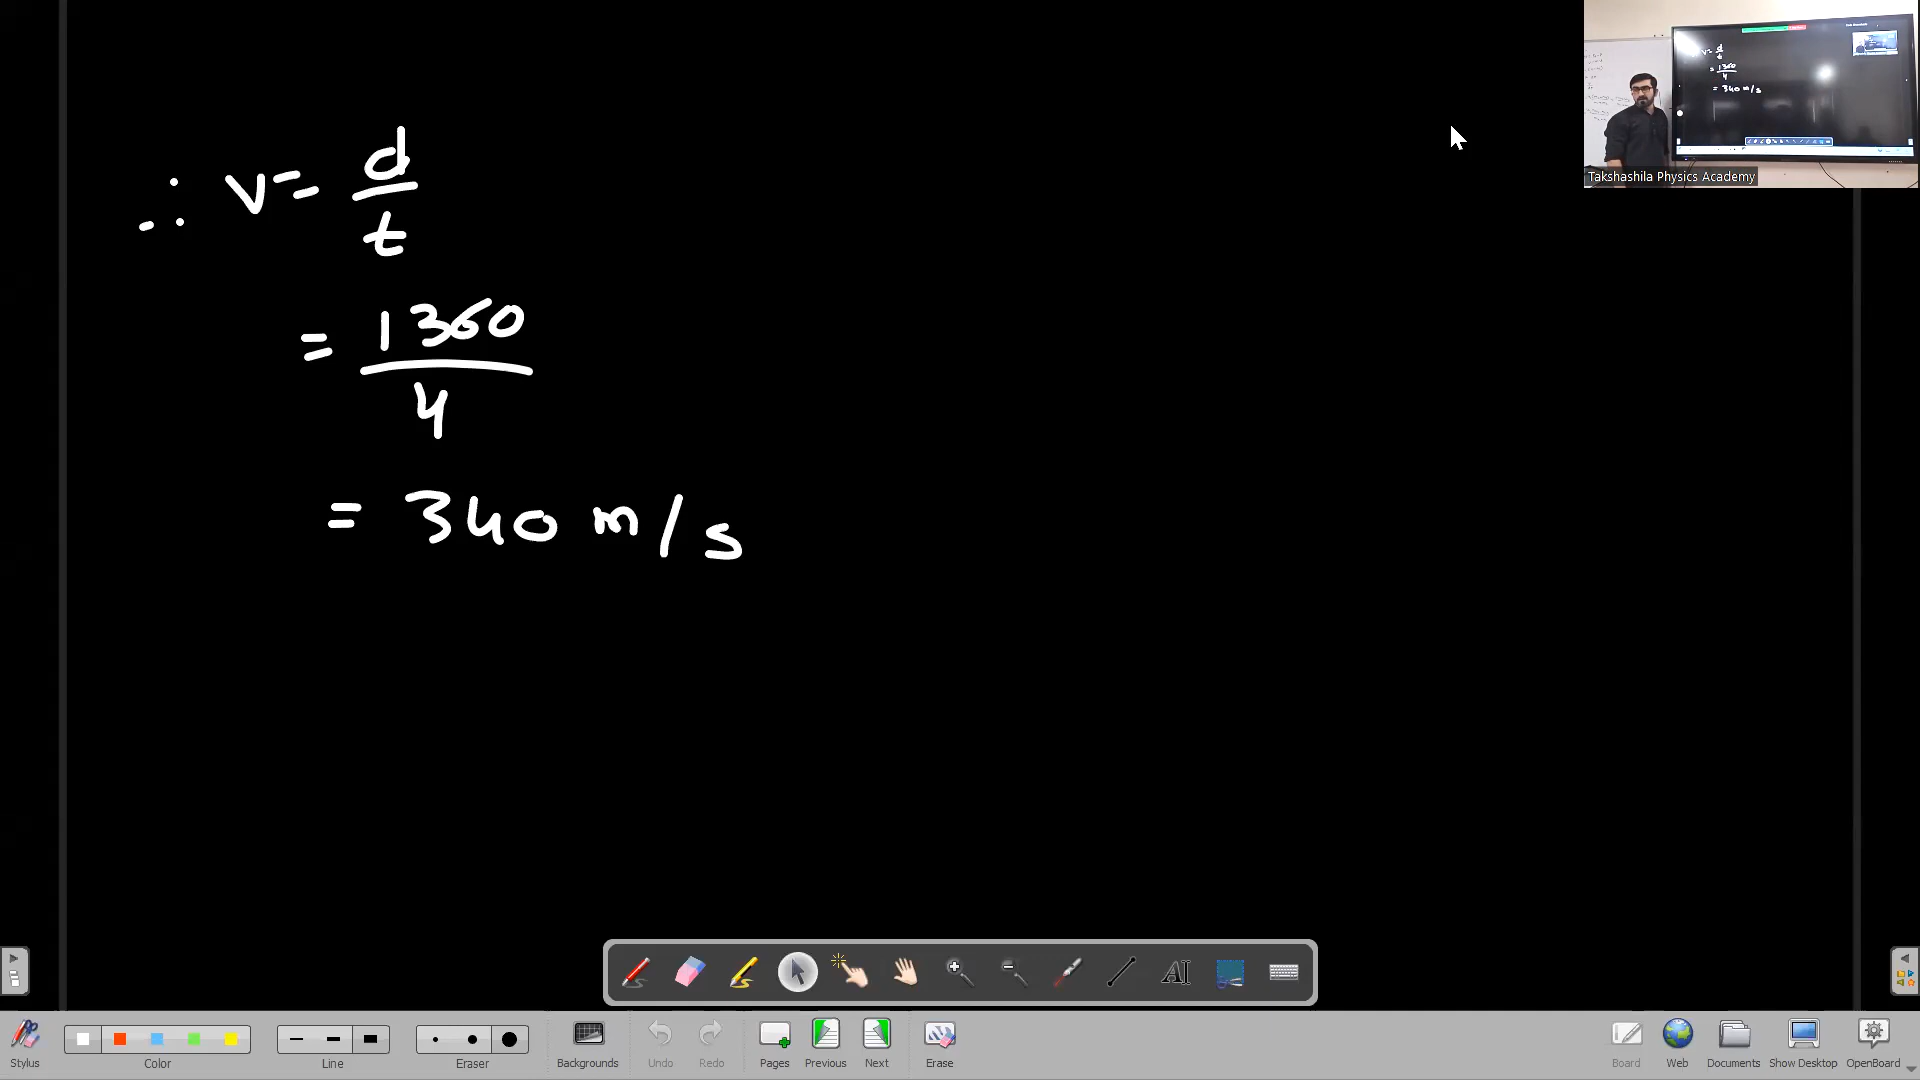 ∴ v = d/t
= 1360/4
= 340 m/s
Takshashila Physics Academy
Stylus
Color
Line
Eraser
Backgrounds
Undo
Redo
Pages
Previous
Next
Erase
Board
Web
Documents
Show Desktop
OpenBoard